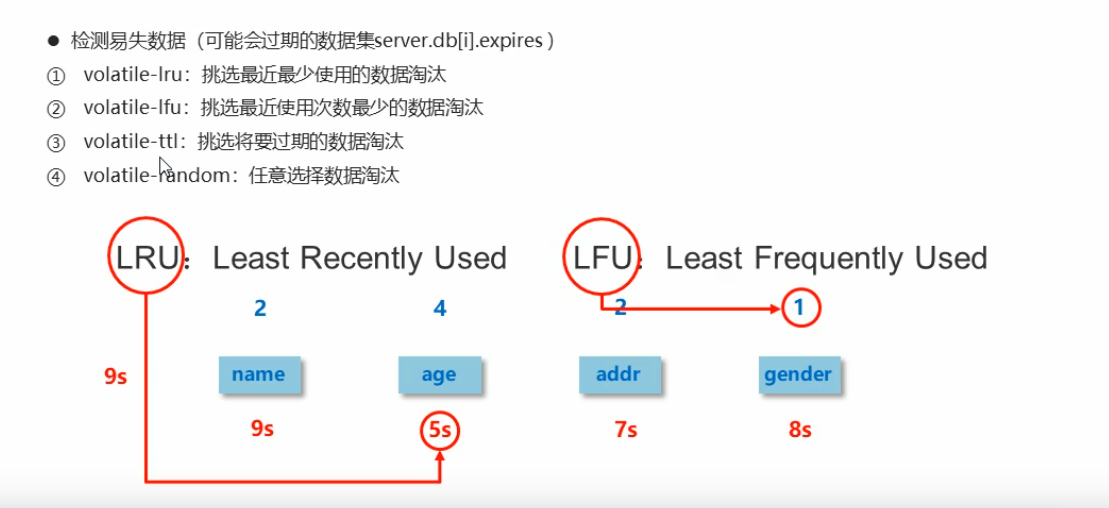 ● 检测易失数据（可能会过期的数据集server.db[i].expires ）
① volatile-lru：挑选最近最少使用的数据淘汰
② volatile-lfu：挑选最近使用次数最少的数据淘汰
③ volatile-ttl：挑选将要过期的数据淘汰
④ volatile-random：任意选择数据淘汰
LRU：Least Recently Used LFU：Least Frequently Used
2 4 2 1
9s name age addr gender
9s 5s 7s 8s